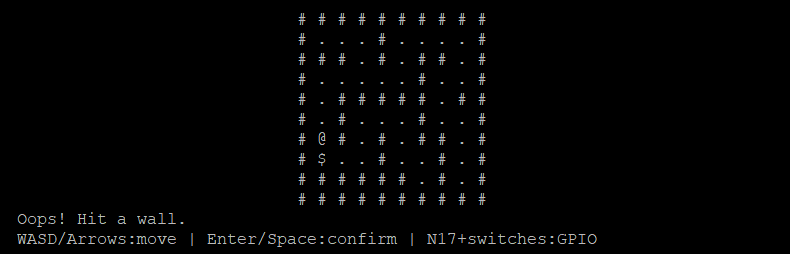 # # # # # # # # # #
# . . . # . . . . #
# # # . # . # # . #
# . . . . . # . . #
# . # # # # # . # #
# . # . . . # . . #
# @ # . # . # # . #
# $ . . # . . # . #
# # # # # # . # . #
# # # # # # # # # #
Oops! Hit a wall.
WASD/Arrows:move | Enter/Space:confirm | N17+switches:GPIO